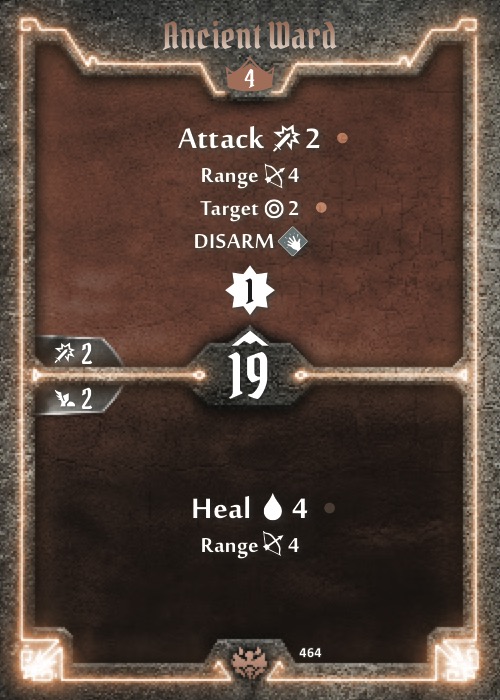 Ancient Ward
4
Attack 2
Range 4
Target 2
DISARM
1
2
19
2
Heal 4
Range 4
464